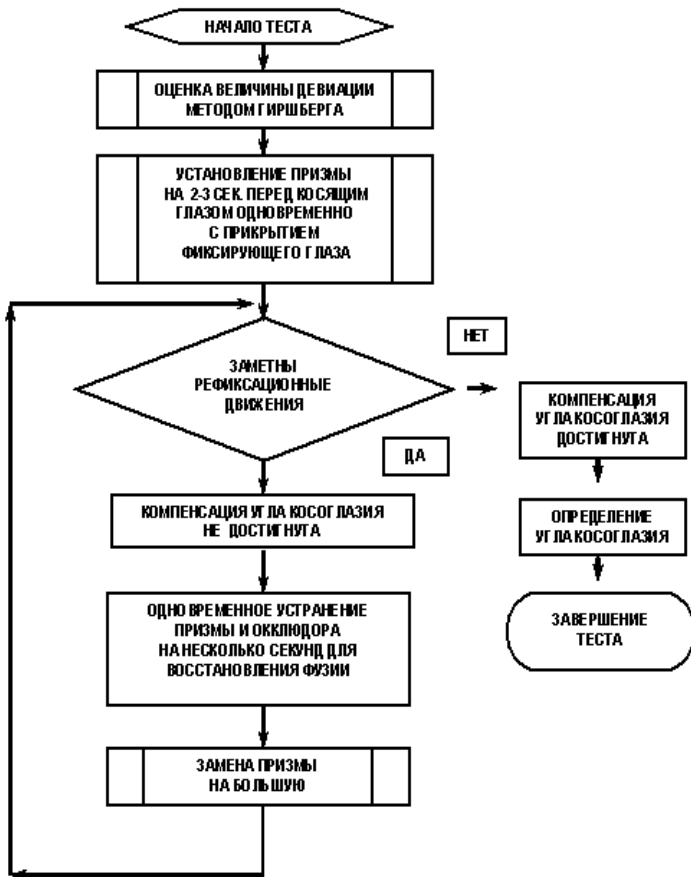 НАЧАЛО ТЕСТА
ОЦЕНКА ВЕЛИЧИНЫ ДЕВИАЦИИ
МЕТОДОМ ГИРШБЕРГА
УСТАНОВЛЕНИЕ ПРИЗМЫ
НА 2-3 СЕК. ПЕРЕД КОСЯЩИМ
ГЛАЗОМ ОДНОВРЕМЕННО
С ПРИКРЫТИЕМ
ФИКСИРУЮЩЕГО ГЛАЗА
ЗАМЕТНЫ
РЕФИКСАЦИОННЫЕ
ДВИЖЕНИЯ
НЕТ
ДА
КОМПЕНСАЦИЯ
УГЛА КОСОГЛАЗИЯ
ДОСТИГНУТА
ОПРЕДЕЛЕНИЕ
УГЛА КОСОГЛАЗИЯ
ЗАВЕРШЕНИЕ
ТЕСТА
КОМПЕНСАЦИЯ УГЛА КОСОГЛАЗИЯ
НЕ ДОСТИГНУТА
ОДНОВРЕМЕННОЕ УСТРАНЕНИЕ
ПРИЗМЫ И ОККЛЮДОРА
НА НЕСКОЛЬКО СЕКУНД ДЛЯ
ВОССТАНОВЛЕНИЯ ФУЗИИ
ЗАМЕНА ПРИЗМЫ
НА БОЛЬШУЮ